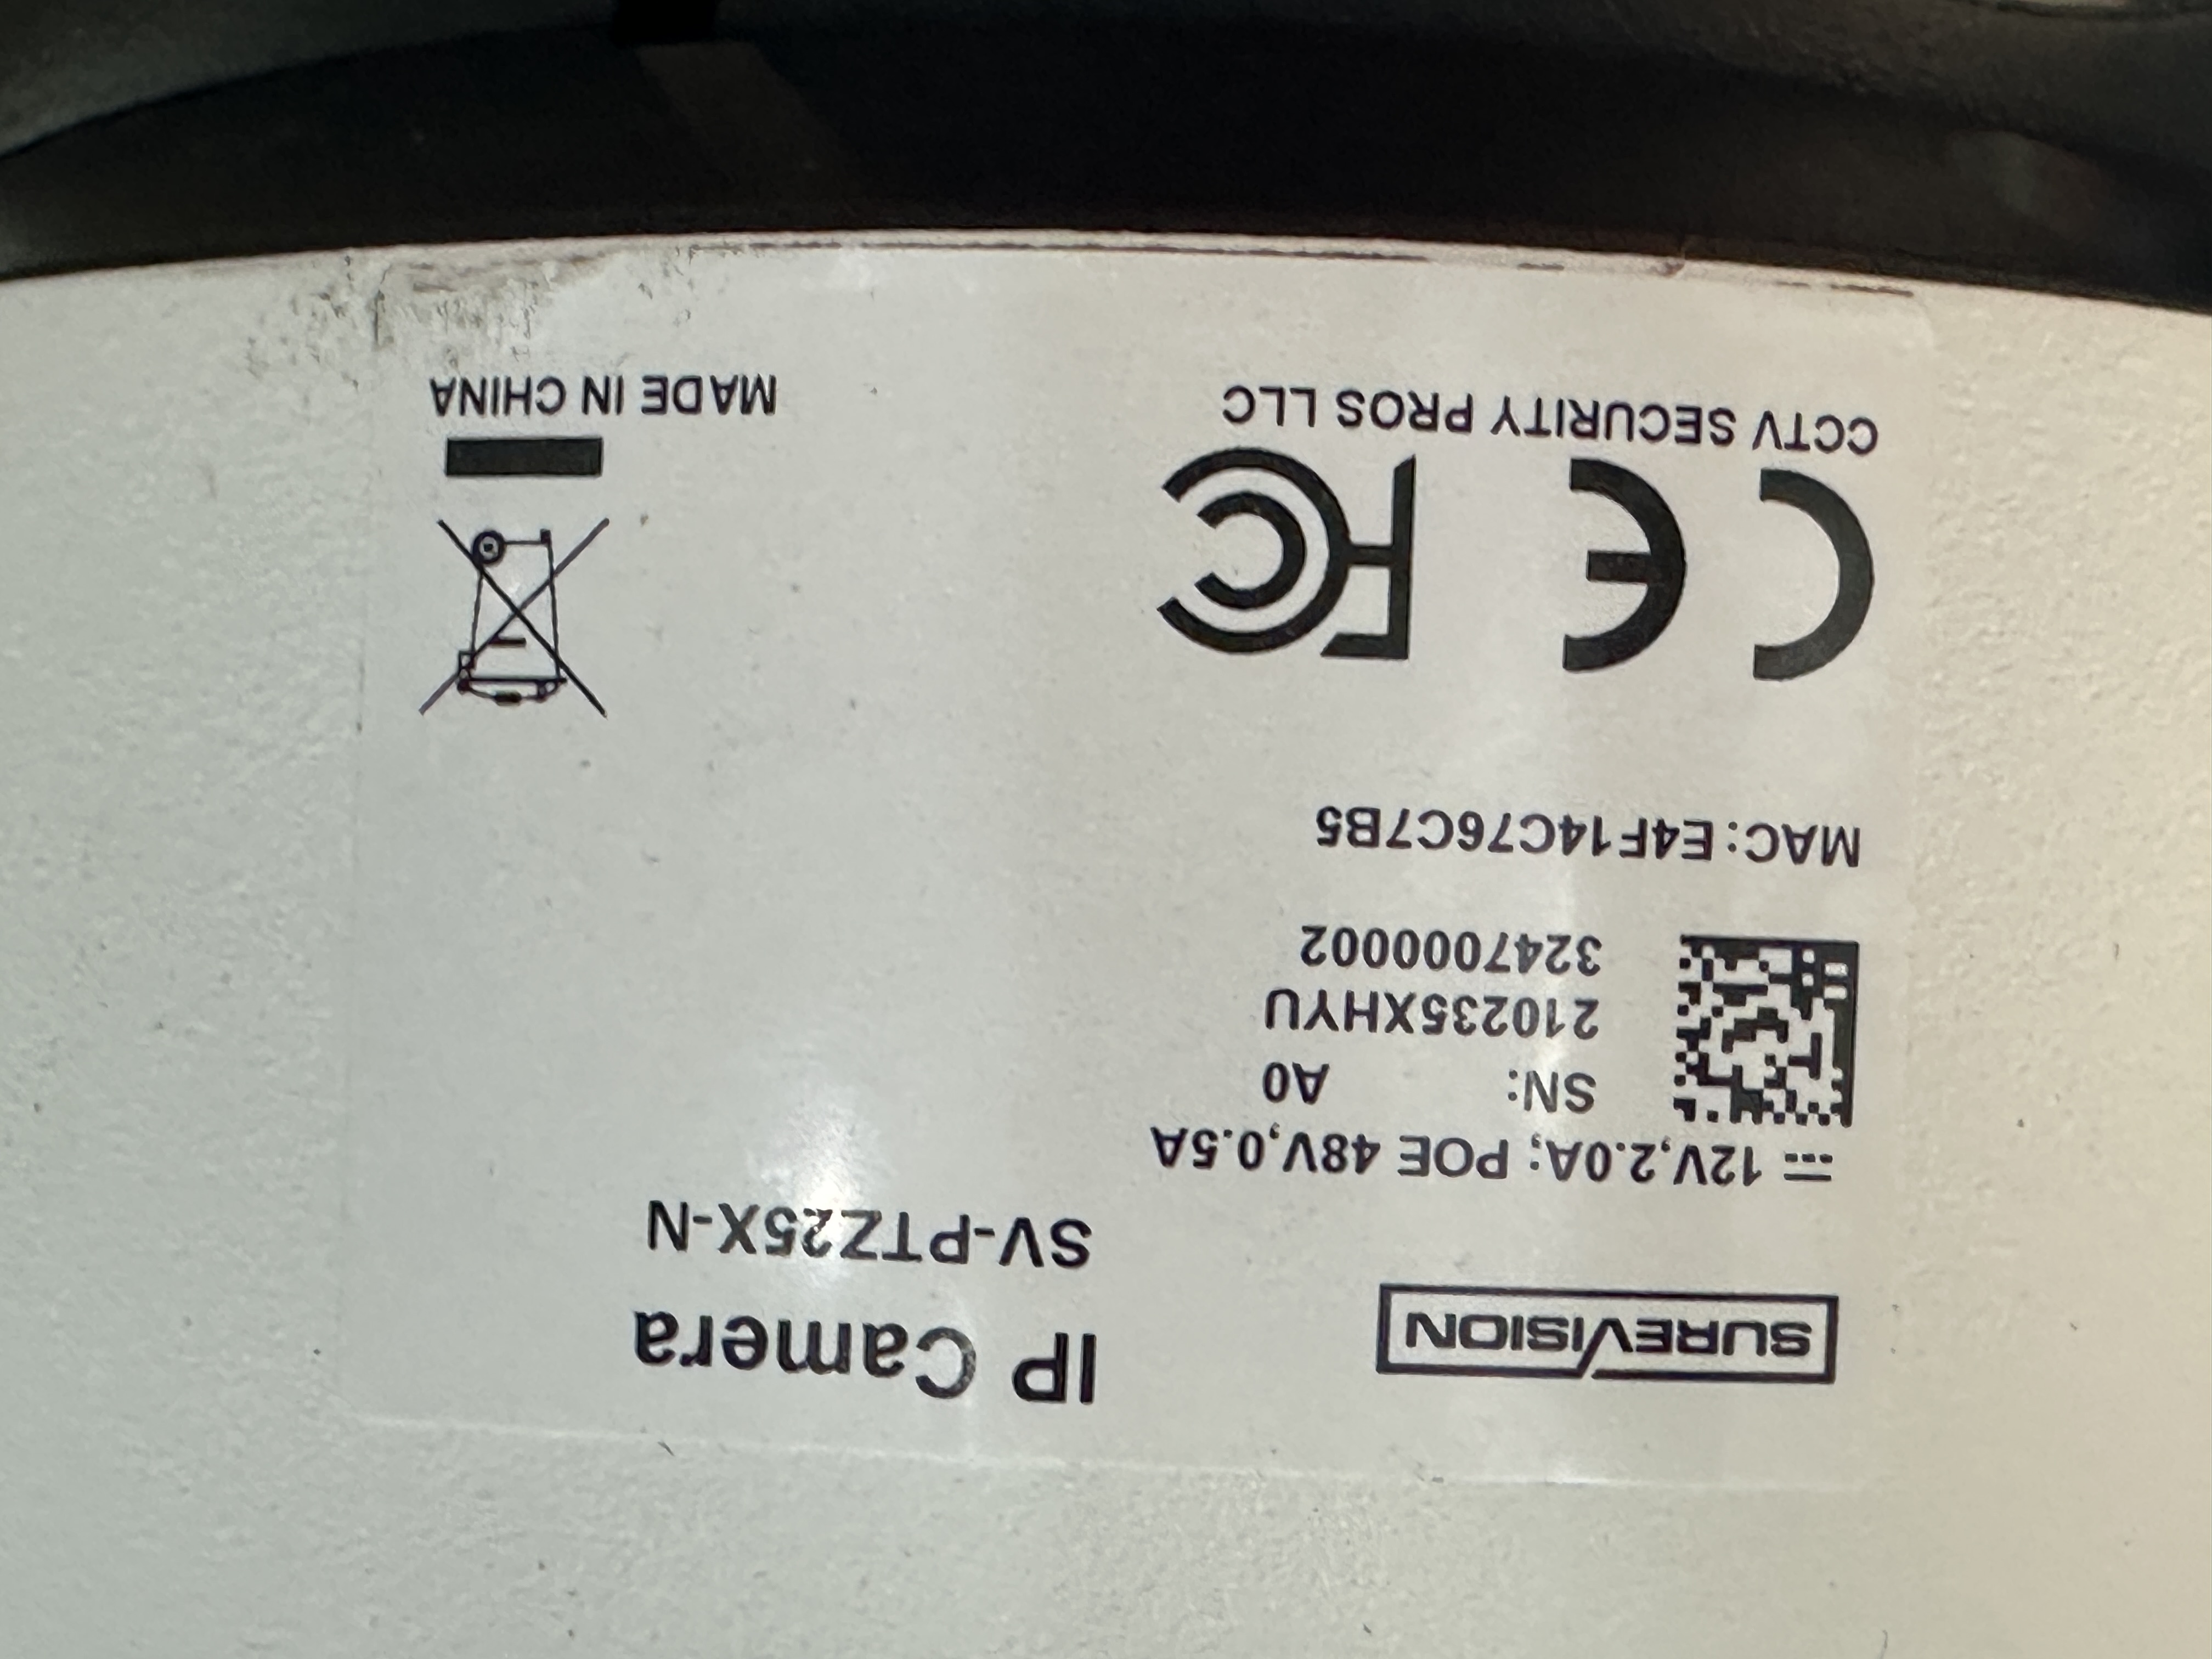 SUREVISION
IP Camera
SV-PTZ25X-N
12V,2.0A; POE 48V,0.5A
SN: A0
210235XHYU
3247000002
MAC:E4F14C76C7B5
CE FC
CCTV SECURITY PROS LLC
MADE IN CHINA